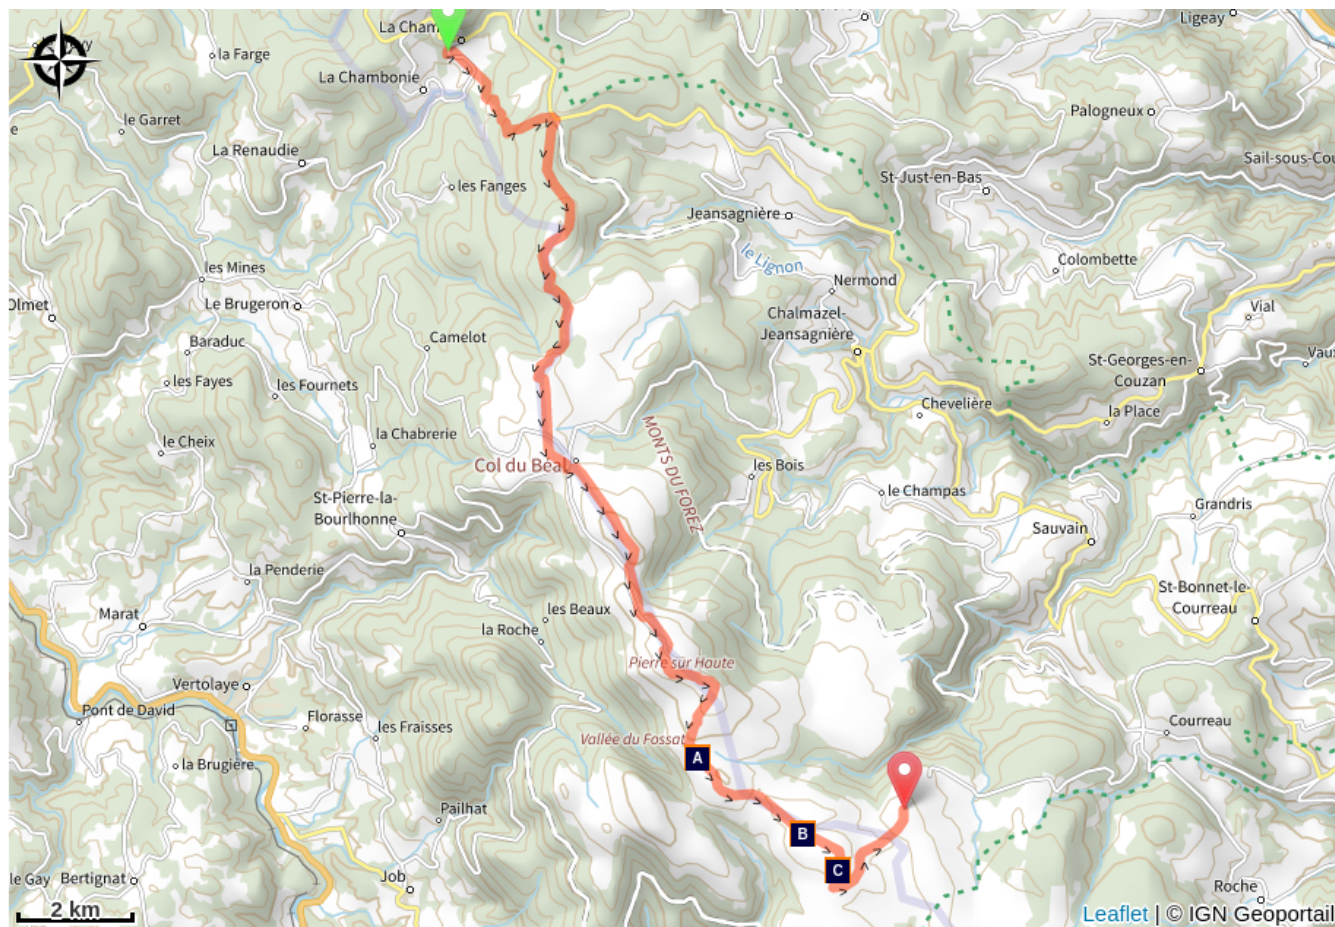 La Cham
Ligeay
la Farge
La Chambonie
Palogneux
le Garret
La Renaudie
Sail-sous-Cou
St-Just-en-Bas
les Fanges
Jeansagnière
le Lignon
Colombette
les Mines
Nermond
Olmet
Le Brugeron
Vial
Chalmazel-
Jeansagnière
Baraduc
Camelot
St-Georges-en-
Couzan
Vaux
les Fayes
les Fournets
Chevelière
la Place
MONTS DU FOREZ
le Cheix
la Chabrerie
Col du Béal
les Bois
St-Pierre-la-
Bourlhonne
le Champas
Grandris
Sauvain
la Penderie
St-Bonnet-le-
Courreau
Marat
les Beaux
la Roche
Pierre sur Haute
Vertolaye
Pont de David
Florasse
les Fraisses
Courreau
Vallée du Fossat
A
la Brugière
Pailhat
B
C
le Gay
Bertignat
Job
Roche
2 km
Leaflet | © IGN Geoportail